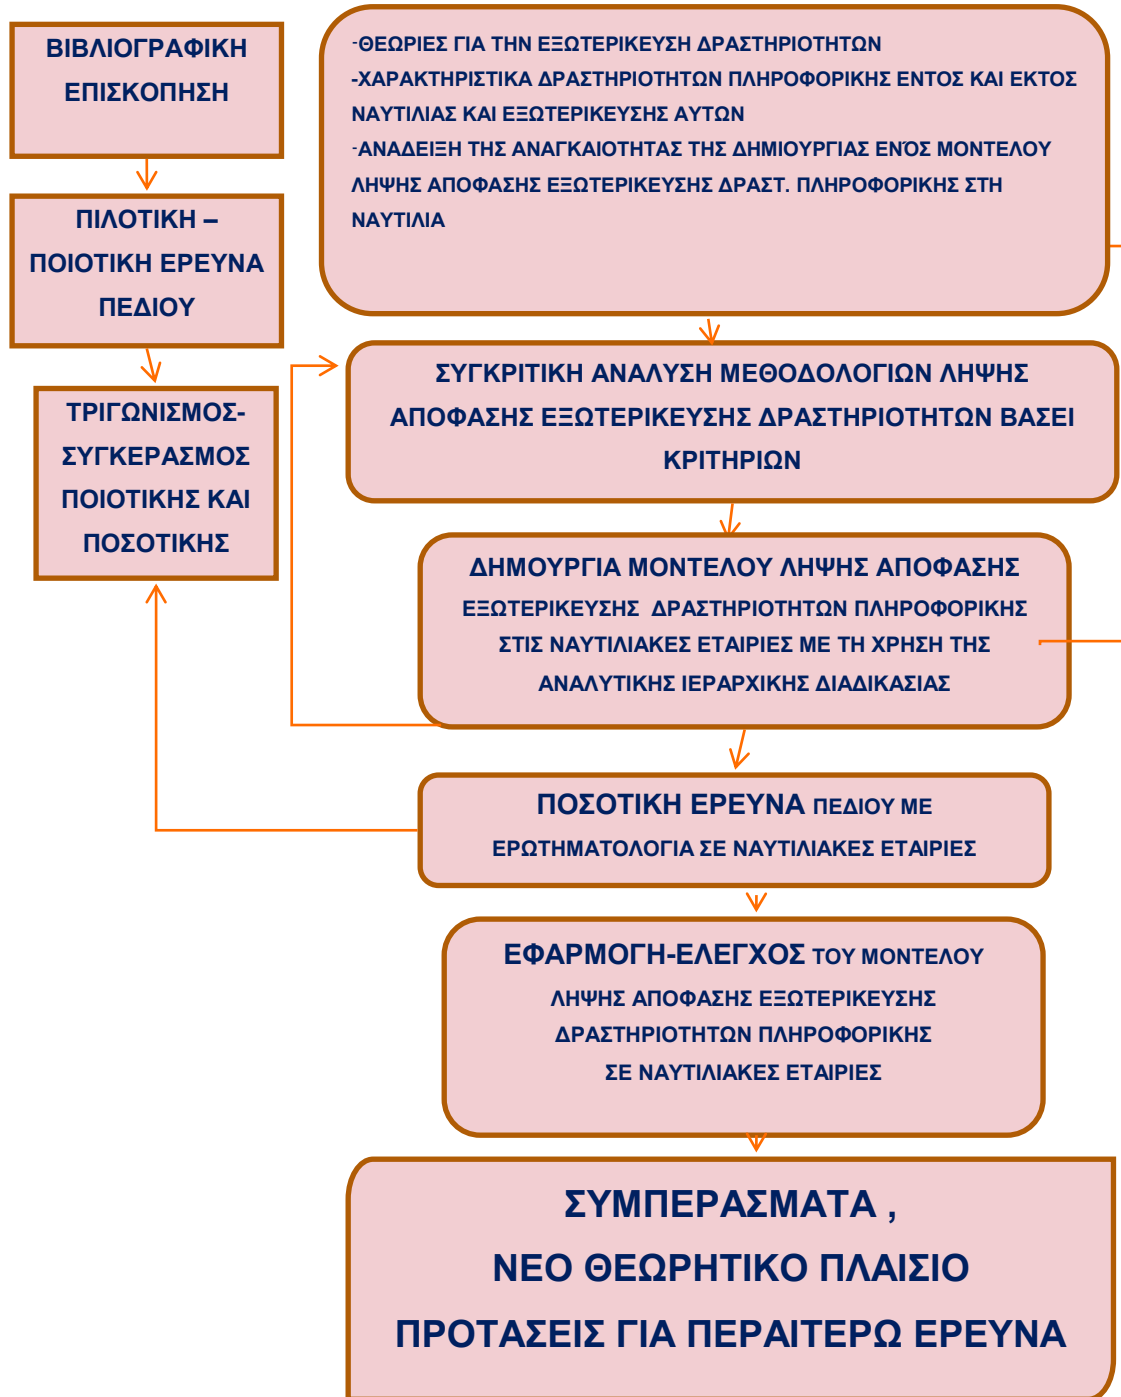 ΒΙΒΛΙΟΓΡΑΦΙΚΗ
ΕΠΙΣΚΟΠΗΣΗ
ΠΙΛΟΤΙΚΗ –
ΠΟΙΟΤΙΚΗ ΕΡΕΥΝΑ
ΠΕΔΙΟΥ
ΤΡΙΓΩΝΙΣΜΟΣ-
ΣΥΓΚΕΡΑΣΜΟΣ
ΠΟΙΟΤΙΚΗΣ ΚΑΙ
ΠΟΣΟΤΙΚΗΣ
-ΘΕΩΡΙΕΣ ΓΙΑ ΤΗΝ ΕΞΩΤΕΡΙΚΕΥΣΗ ΔΡΑΣΤΗΡΙΟΤΗΤΩΝ
-ΧΑΡΑΚΤΗΡΙΣΤΙΚΑ ΔΡΑΣΤΗΡΙΟΤΗΤΩΝ ΠΛΗΡΟΦΟΡΙΚΗΣ ΕΝΤΟΣ ΚΑΙ ΕΚΤΟΣ
ΝΑΥΤΙΛΙΑΣ ΚΑΙ ΕΞΩΤΕΡΙΚΕΥΣΗΣ ΑΥΤΩΝ
-ΑΝΑΔΕΙΞΗ ΤΗΣ ΑΝΑΓΚΑΙΟΤΗΤΑΣ ΤΗΣ ΔΗΜΙΟΥΡΓΙΑΣ ΕΝΌΣ ΜΟΝΤΕΛΟΥ
ΛΗΨΗΣ ΑΠΟΦΑΣΗΣ ΕΞΩΤΕΡΙΚΕΥΣΗΣ ΔΡΑΣΤ. ΠΛΗΡΟΦΟΡΙΚΗΣ ΣΤΗ
ΝΑΥΤΙΛΙΑ
ΣΥΓΚΡΙΤΙΚΗ ΑΝΑΛΥΣΗ ΜΕΘΟΔΟΛΟΓΙΩΝ ΛΗΨΗΣ
ΑΠΟΦΑΣΗΣ ΕΞΩΤΕΡΙΚΕΥΣΗΣ ΔΡΑΣΤΗΡΙΟΤΗΤΩΝ ΒΑΣΕΙ
ΚΡΙΤΗΡΙΩΝ
ΔΗΜΟΥΡΓΙΑ ΜΟΝΤΕΛΟΥ ΛΗΨΗΣ ΑΠΟΦΑΣΗΣ
ΕΞΩΤΕΡΙΚΕΥΣΗΣ ΔΡΑΣΤΗΡΙΟΤΗΤΩΝ ΠΛΗΡΟΦΟΡΙΚΗΣ
ΣΤΙΣ ΝΑΥΤΙΛΙΑΚΕΣ ΕΤΑΙΡΙΕΣ ΜΕ ΤΗ ΧΡΗΣΗ ΤΗΣ
ΑΝΑΛΥΤΙΚΗΣ ΙΕΡΑΡΧΙΚΗΣ ΔΙΑΔΙΚΑΣΙΑΣ
ΠΟΣΟΤΙΚΗ ΕΡΕΥΝΑ ΠΕΔΙΟΥ ΜΕ
ΕΡΩΤΗΜΑΤΟΛΟΓΙΑ ΣΕ ΝΑΥΤΙΛΙΑΚΕΣ ΕΤΑΙΡΙΕΣ
ΕΦΑΡΜΟΓΗ-ΕΛΕΓΧΟΣ ΤΟΥ ΜΟΝΤΕΛΟΥ
ΛΗΨΗΣ ΑΠΟΦΑΣΗΣ ΕΞΩΤΕΡΙΚΕΥΣΗΣ
ΔΡΑΣΤΗΡΙΟΤΗΤΩΝ ΠΛΗΡΟΦΟΡΙΚΗΣ
ΣΕ ΝΑΥΤΙΛΙΑΚΕΣ ΕΤΑΙΡΙΕΣ
ΣΥΜΠΕΡΑΣΜΑΤΑ ,
ΝΕΟ ΘΕΩΡΗΤΙΚΟ ΠΛΑΙΣΙΟ
ΠΡΟΤΑΣΕΙΣ ΓΙΑ ΠΕΡΑΙΤΕΡΩ ΕΡΕΥΝΑ